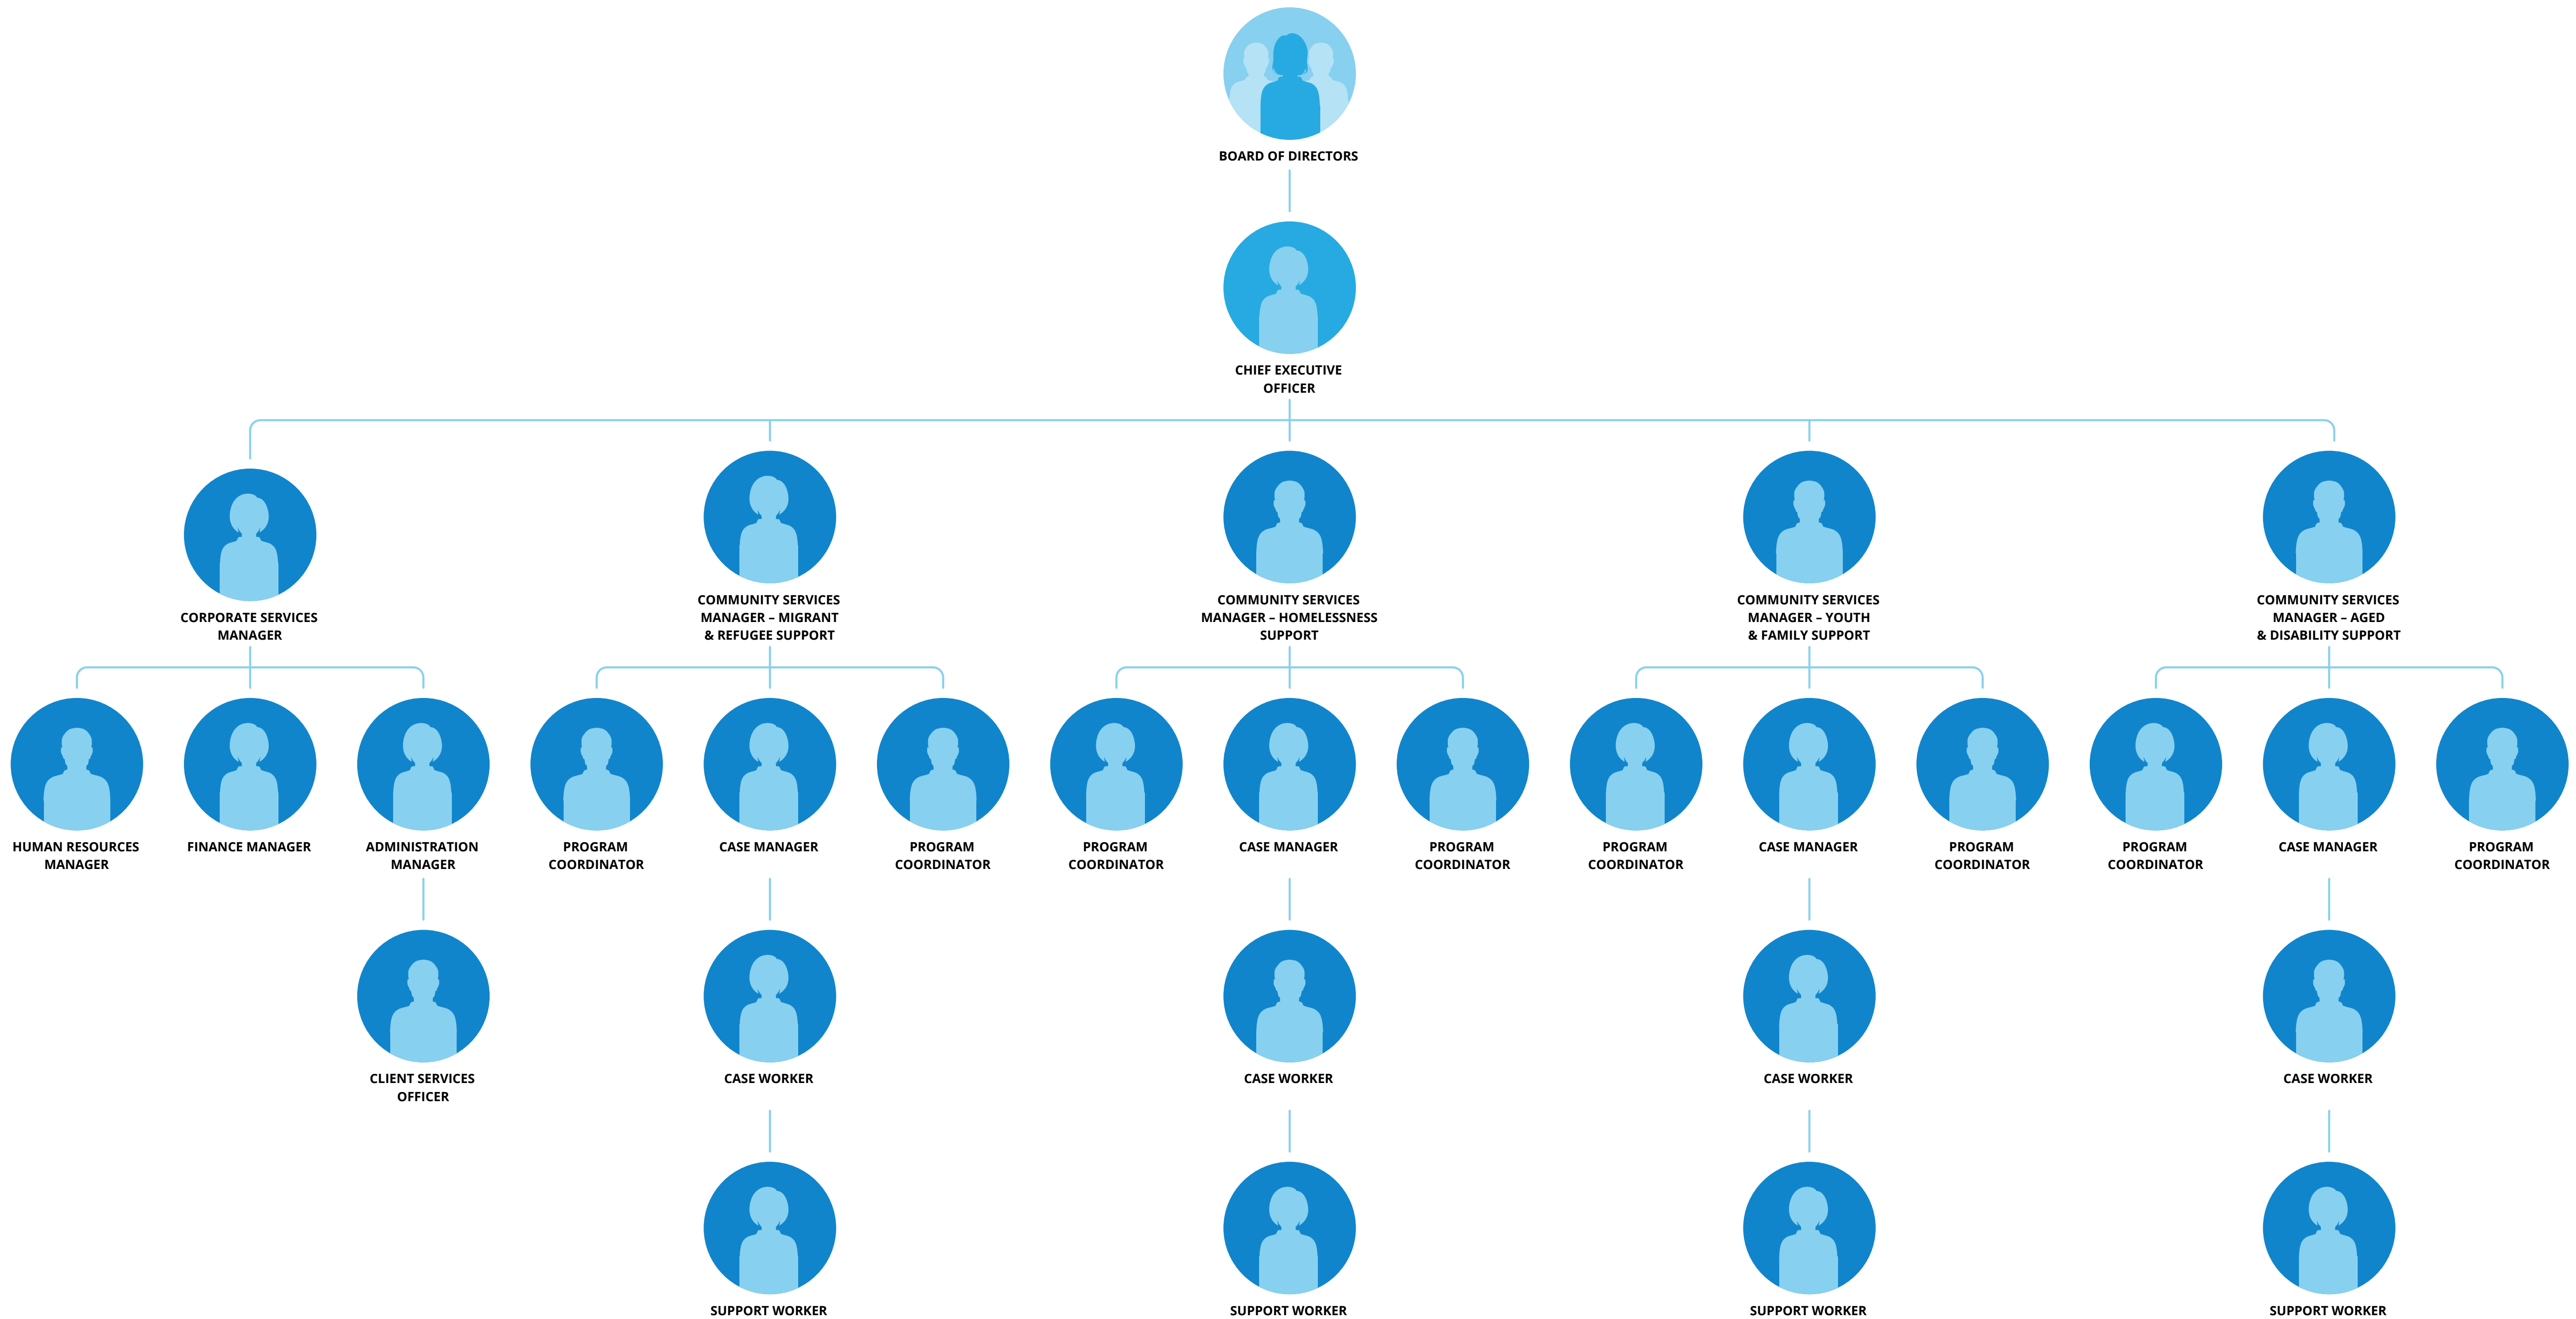 BOARD OF DIRECTORS
CHIEF EXECUTIVE
OFFICER
CORPORATE SERVICES
MANAGER
COMMUNITY SERVICES
MANAGER – MIGRANT
& REFUGEE SUPPORT
COMMUNITY SERVICES
MANAGER – HOMELESSNESS
SUPPORT
COMMUNITY SERVICES
MANAGER – YOUTH
& FAMILY SUPPORT
COMMUNITY SERVICES
MANAGER – AGED
& DISABILITY SUPPORT
HUMAN RESOURCES
MANAGER
FINANCE MANAGER
ADMINISTRATION
MANAGER
PROGRAM
COORDINATOR
CASE MANAGER
PROGRAM
COORDINATOR
PROGRAM
COORDINATOR
CASE MANAGER
PROGRAM
COORDINATOR
PROGRAM
COORDINATOR
CASE MANAGER
PROGRAM
COORDINATOR
PROGRAM
COORDINATOR
CASE MANAGER
PROGRAM
COORDINATOR
CLIENT SERVICES
OFFICER
CASE WORKER
CASE WORKER
CASE WORKER
CASE WORKER
SUPPORT WORKER
SUPPORT WORKER
SUPPORT WORKER
SUPPORT WORKER